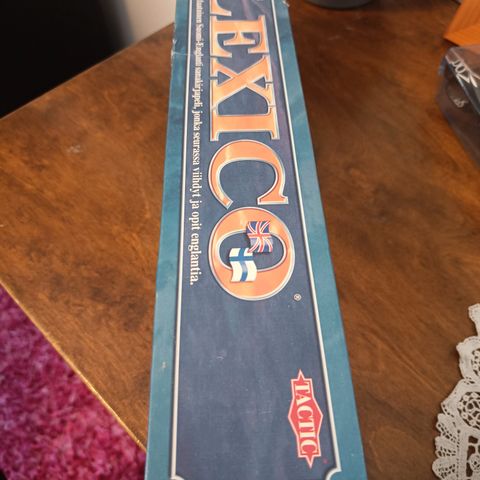 LEXICO®
Suomi-Englanti sanakirjapeli, jonka seurassa viihdyt ja opit englantia.
TACTIC®